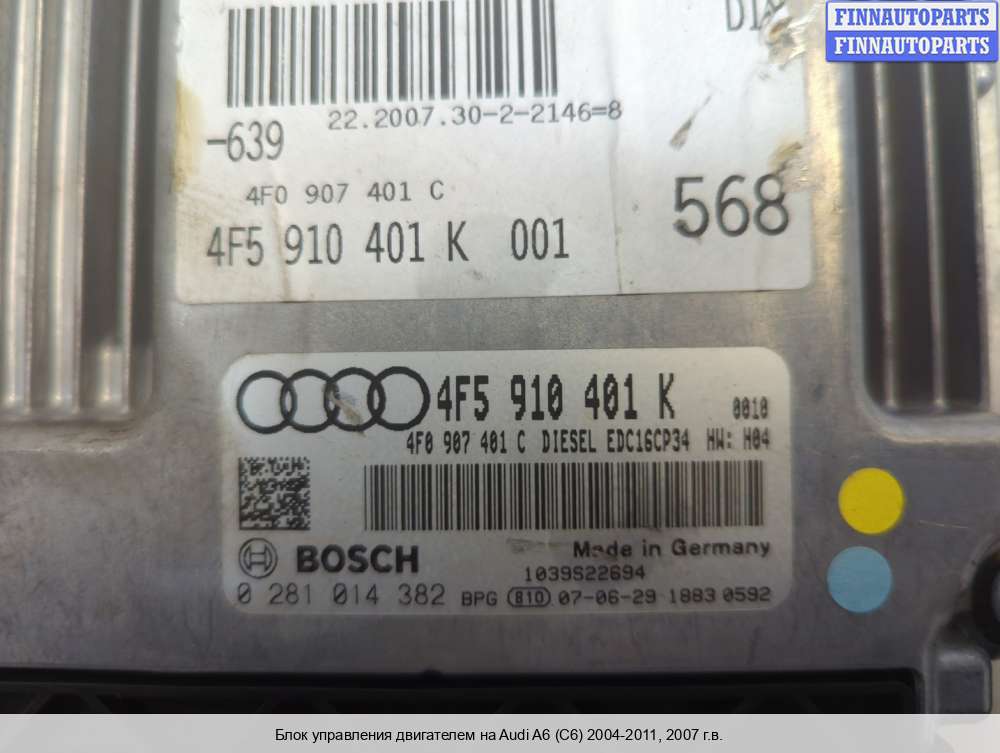 FINNAUTOPARTS
FINNAUTOPARTS
22.2007.30-2-2146=8
-639
4F0 907 401 C
568
4F5 910 401 K 001
4F5 910 401 K 0010
4F0 907 401 C DIESEL EDC16CP34 HW: H04
BOSCH
Made in Germany
1039S22694
0 281 014 382 BPG 810 07-06-29 1883 0592
Блок управления двигателем на Audi A6 (C6) 2004-2011, 2007 г.в.